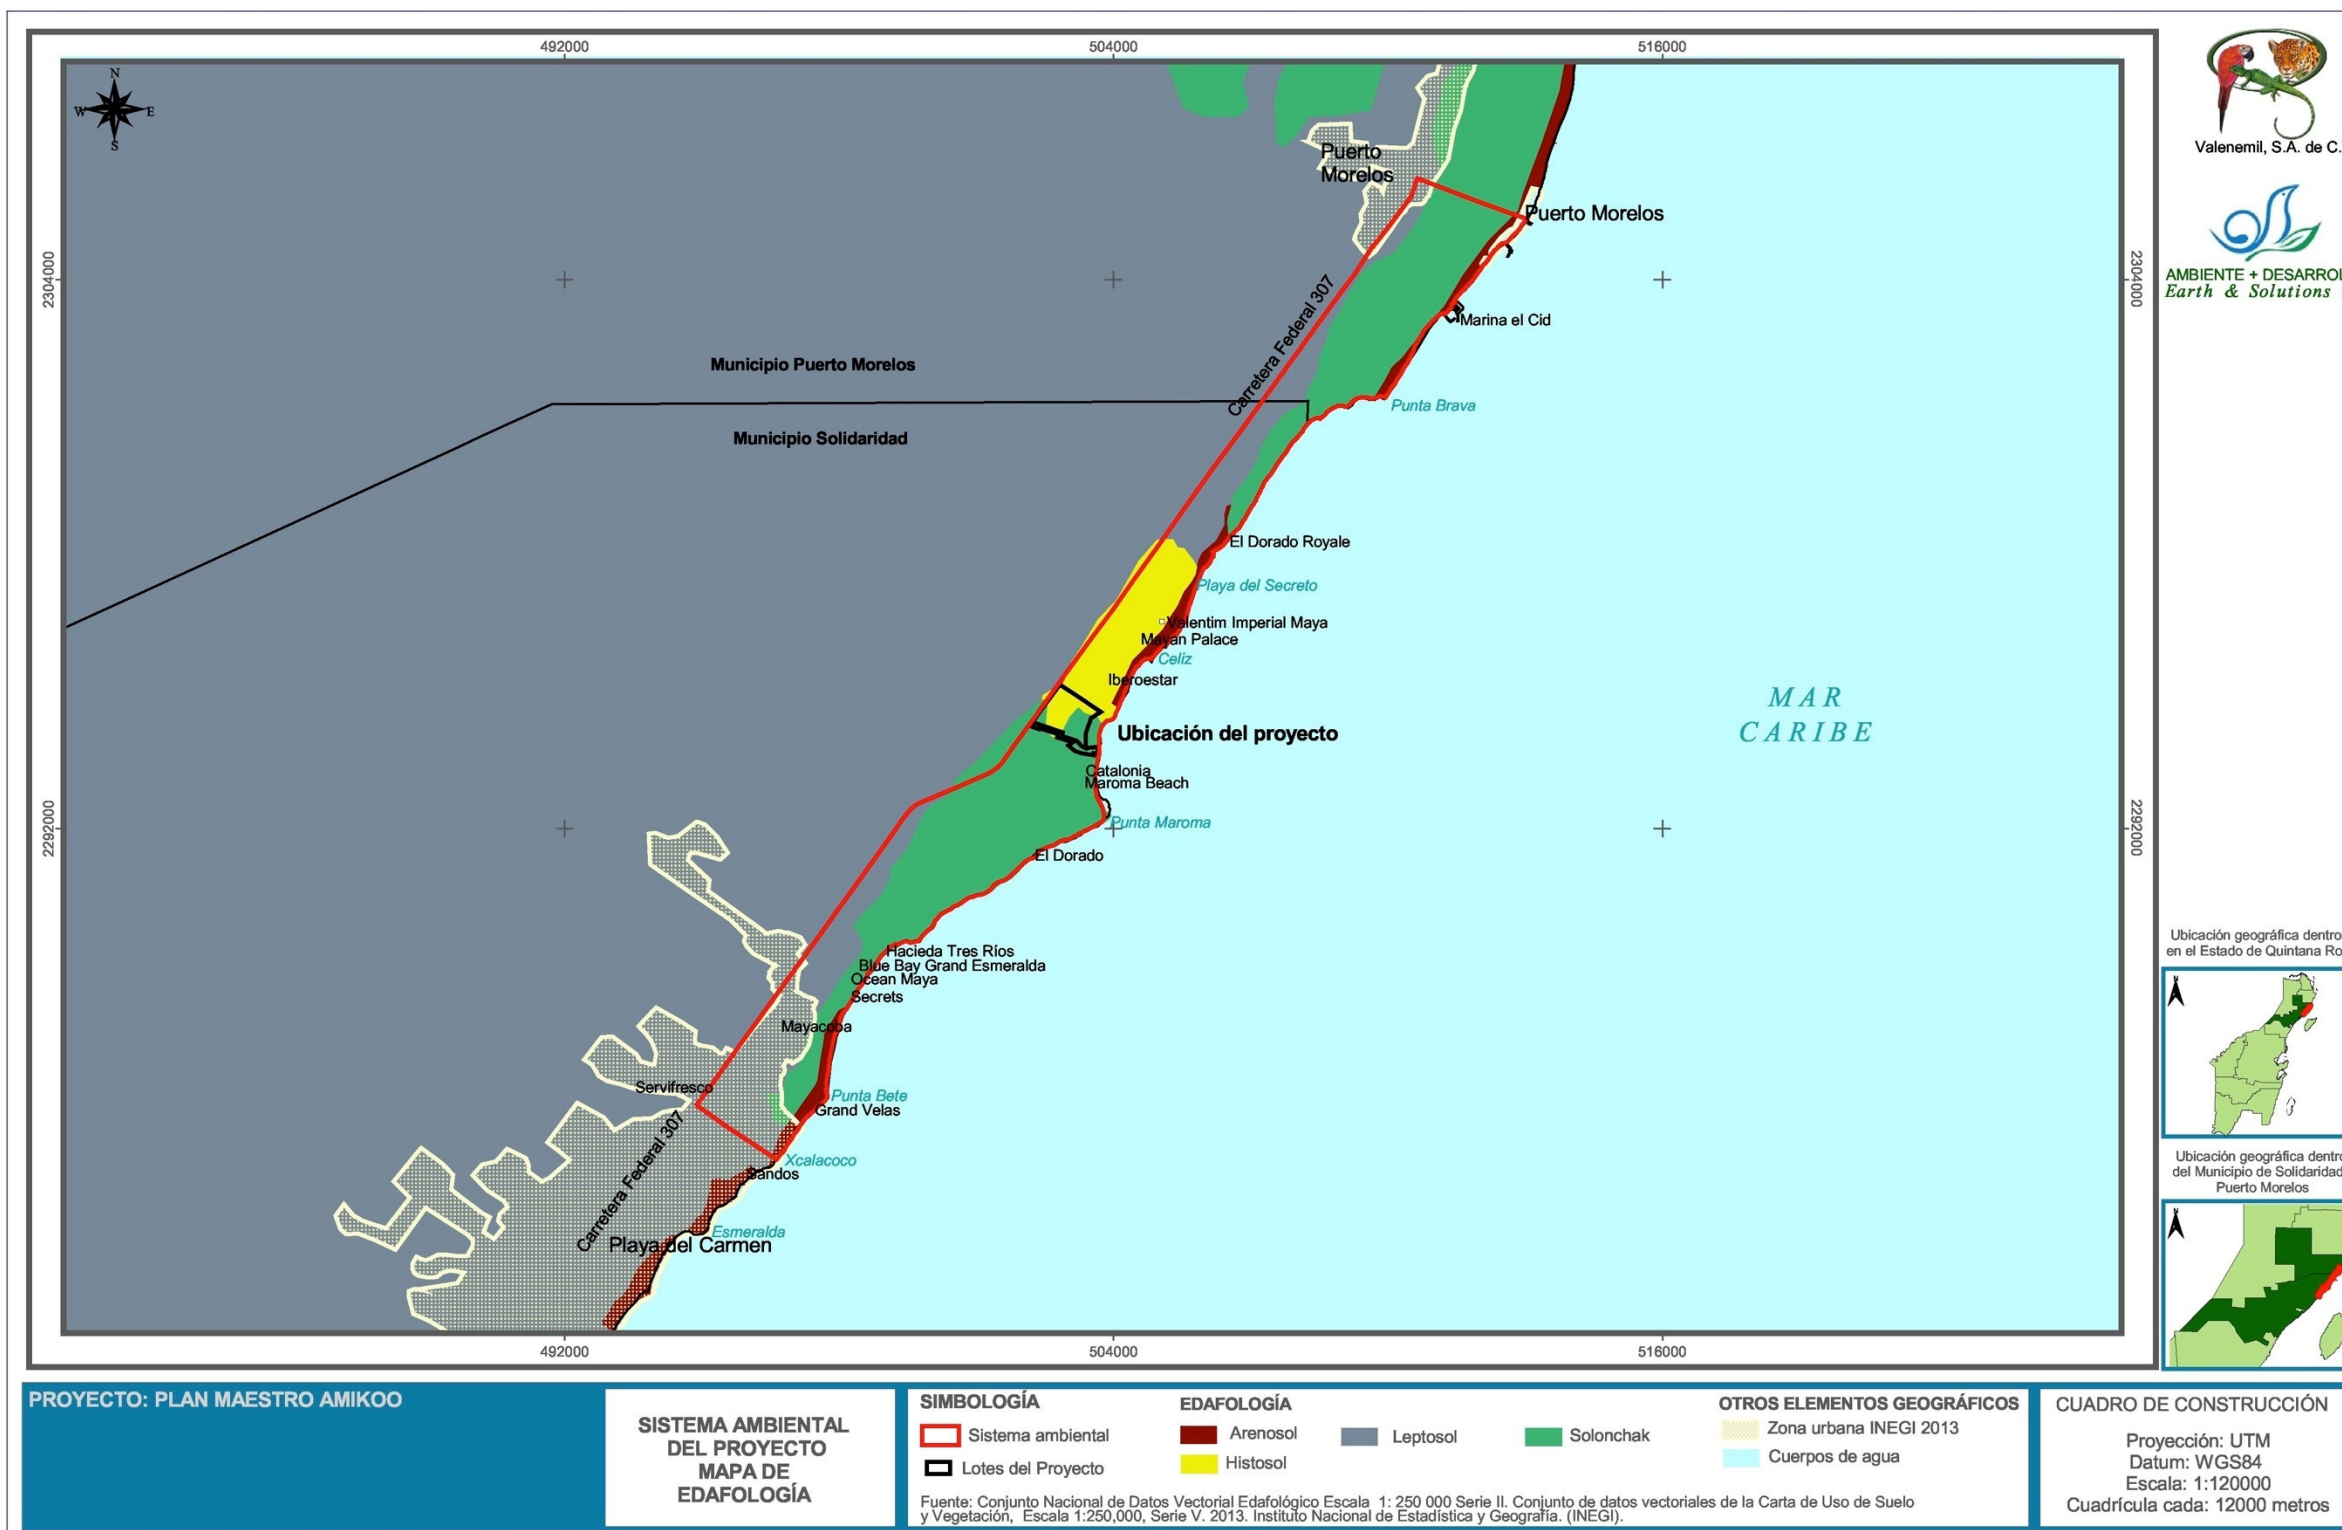 492000
504000
516000
N
W
E
S
Puerto
Morelos
Puerto Morelos
2304000
2304000
Carretera Federal 307
Marina el Cid
Municipio Puerto Morelos
Punta Brava
Municipio Solidaridad
El Dorado Royale
Playa del Secreto
Valentim Imperial Maya
Mayan Palace
Celiz
Iberoestar
MAR
CARIBE
Ubicación del proyecto
Catalonia
Maroma Beach
Punta Maroma
2292000
2292000
El Dorado
Hacieda Tres Ríos
Blue Bay Grand Esmeralda
Ocean Maya
Secrets
Mayacoba
Servifresco
Punta Bete
Grand Velas
Carretera Federal 307
Xcalacoco
Sandos
Esmeralda
Playa del Carmen
492000
504000
516000
Valenemil, S.A. de C.
AMBIENTE + DESARROL
Earth & Solutions
Ubicación geográfica dentro
en el Estado de Quintana Ro
N
Ubicación geográfica dentro
del Municipio de Solidaridad
Puerto Morelos
N
PROYECTO: PLAN MAESTRO AMIKOO
SISTEMA AMBIENTAL
DEL PROYECTO
MAPA DE
EDAFOLOGÍA
SIMBOLOGÍA
Sistema ambiental
Lotes del Proyecto
EDAFOLOGÍA
Arenosol
Leptosol
Solonchak
Histosol
OTROS ELEMENTOS GEOGRÁFICOS
Zona urbana INEGI 2013
Cuerpos de agua
Fuente: Conjunto Nacional de Datos Vectorial Edafológico Escala 1: 250 000 Serie II. Conjunto de datos vectoriales de la Carta de Uso de Suelo
y Vegetación, Escala 1:250,000, Serie V. 2013. Instituto Nacional de Estadística y Geografía. (INEGI).
CUADRO DE CONSTRUCCIÓN
Proyección: UTM
Datum: WGS84
Escala: 1:120000
Cuadrícula cada: 12000 metros